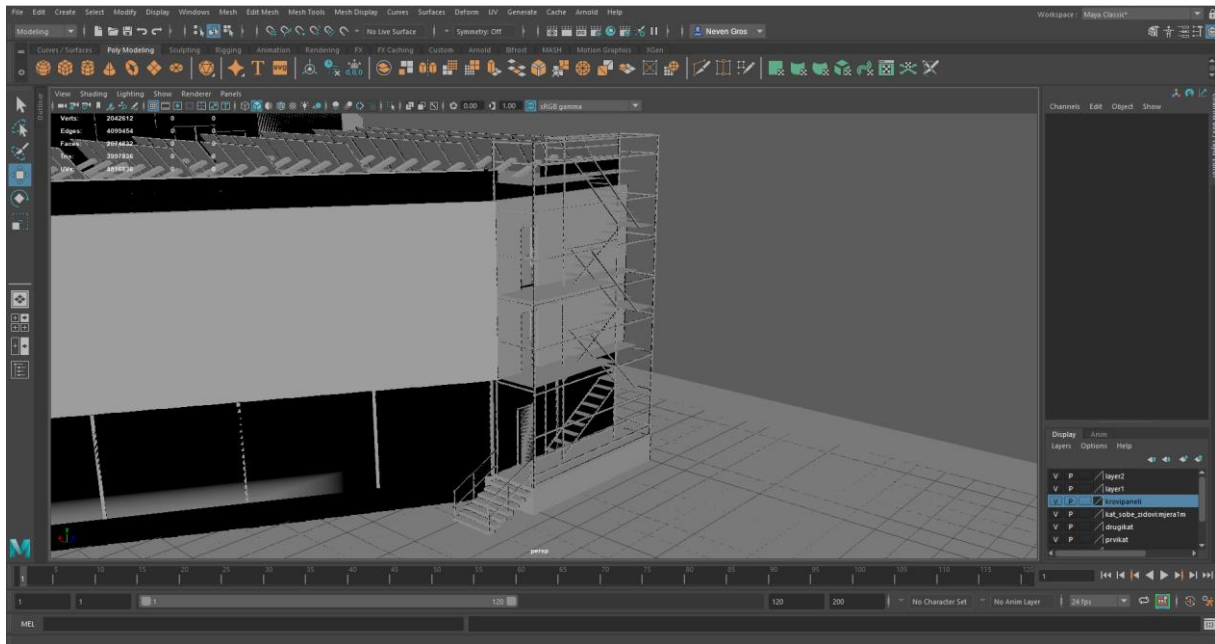 File Edit Create Select Modify Display Windows Mesh Edit Mesh Mesh Tools Mesh Display Curves Surfaces Deform UV Generate Cache Arnold Help
Workspace : Maya Classic*
Modeling No Live Surface Symmetry: Off Neven Gros
Curves / Surfaces Poly Modeling Sculpting Rigging Animation Rendering FX FX Caching Custom Arnold Bifrost MASH Motion Graphics XGen
Outliner
View Shading Lighting Show Renderer Panels
0.00 1.00 sRGB gamma
Channels Edit Object Show
Verts: 2042612 0 0
Edges: 4099454 0 0
Faces: 0 0
Tris: 3997836 0 0
UVs: 0 0
persp
Display Anim
Layers Options Help
V P layer2
V P layer1
V P krovipaneli
V P kat_sobe_zidovi:mjera1m
V P drugikat
V P prvikat
1 5 10 15 20 25 30 35 40 45 50 55 60 65 70 75 80 85 90 95 100 105 110 115 120 1
1 1 1 120 120 200 No Character Set No Anim Layer 24 fps
MEL